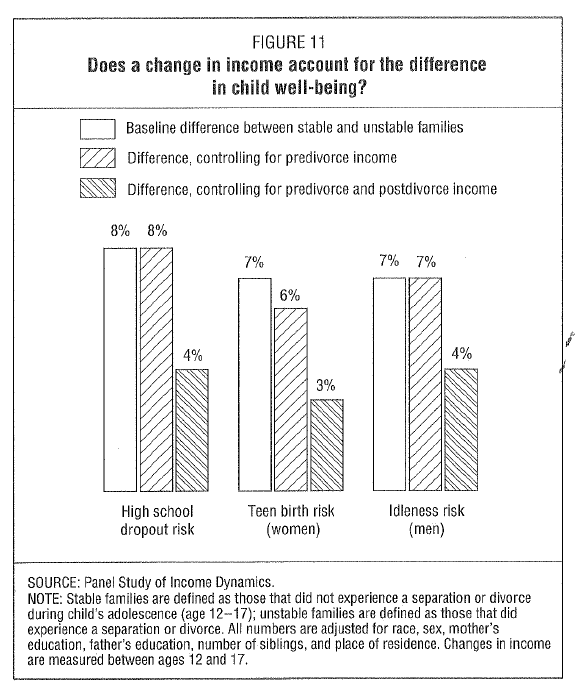 FIGURE 11
Does a change in income account for the difference
in child well-being?
Baseline difference between stable and unstable families
Difference, controlling for predivorce income
Difference, controlling for predivorce and postdivorce income
8% 8%
4%
7%
6%
3%
7% 7%
4%
High school
dropout risk
Teen birth risk
(women)
Idleness risk
(men)
SOURCE: Panel Study of Income Dynamics.
NOTE: Stable families are defined as those that did not experience a separation or divorce
during child's adolescence (age 12–17); unstable families are defined as those that did
experience a separation or divorce. All numbers are adjusted for race, sex, mother's
education, father's education, number of siblings, and place of residence. Changes in income
are measured between ages 12 and 17.